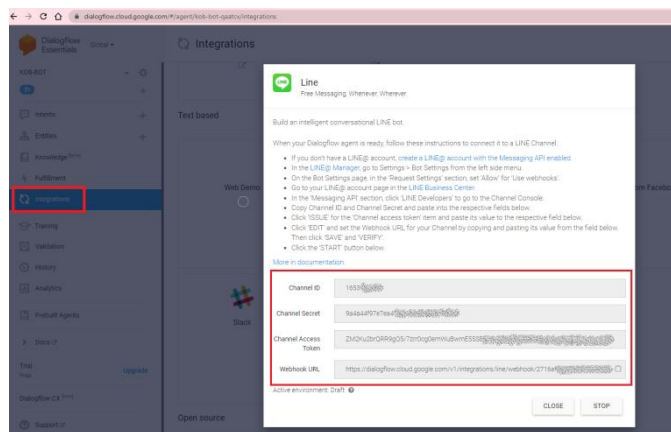 dialogflow.cloud.google.com/#/agent/kob-bot-qaatov/integrations
Dialogflow
Essentials
Global
Integrations
KOB-BOT
Intents
Entities
Knowledge
Fulfillment
Integrations
Training
Validation
History
Analytics
Prebuilt Agents
Docs
Trial
Free
Upgrade
Dialogflow CX
Support
Text based
Web Demo
Slack
Open source
Line
Free Messaging, Whenever, Wherever.
Build an intelligent conversational LINE bot.
When your Dialogflow agent is ready, follow these instructions to connect it to a LINE Channel.
If you don't have a LINE@ account, create a LINE@ account with the Messaging API enabled.
In the LINE@ Manager, go to Settings > Bot Settings from the left side menu.
On the Bot Settings page, in the 'Request Settings' section, set 'Allow' for 'Use webhooks'.
Go to your LINE@ account page in the LINE Business Center.
In the 'Messaging API' section, click 'LINE Developers' to go to the Channel Console.
Copy Channel ID and Channel Secret and paste into the respective fields below.
Click 'ISSUE' for the 'Channel access token' item and paste its value to the respective field below.
Click 'EDIT' and set the Webhook URL for your Channel by copying and pasting its value from the field below.
Then click 'SAVE' and 'VERIFY'.
Click the 'START' button below.
More in documentation.
Channel ID
Channel Secret
Channel Access
Token
Webhook URL
https://dialogflow.cloud.google.com/v1/integrations/line/webhook/2716a
Active environment: Draft
CLOSE
STOP